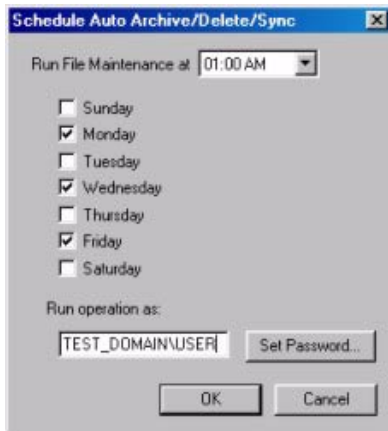 Schedule Auto Archive/Delete/Sync
Run File Maintenance at 01:00 AM
Sunday
Monday
Tuesday
Wednesday
Thursday
Friday
Saturday
Run operation as:
TEST_DOMAIN\USER Set Password...
OK Cancel